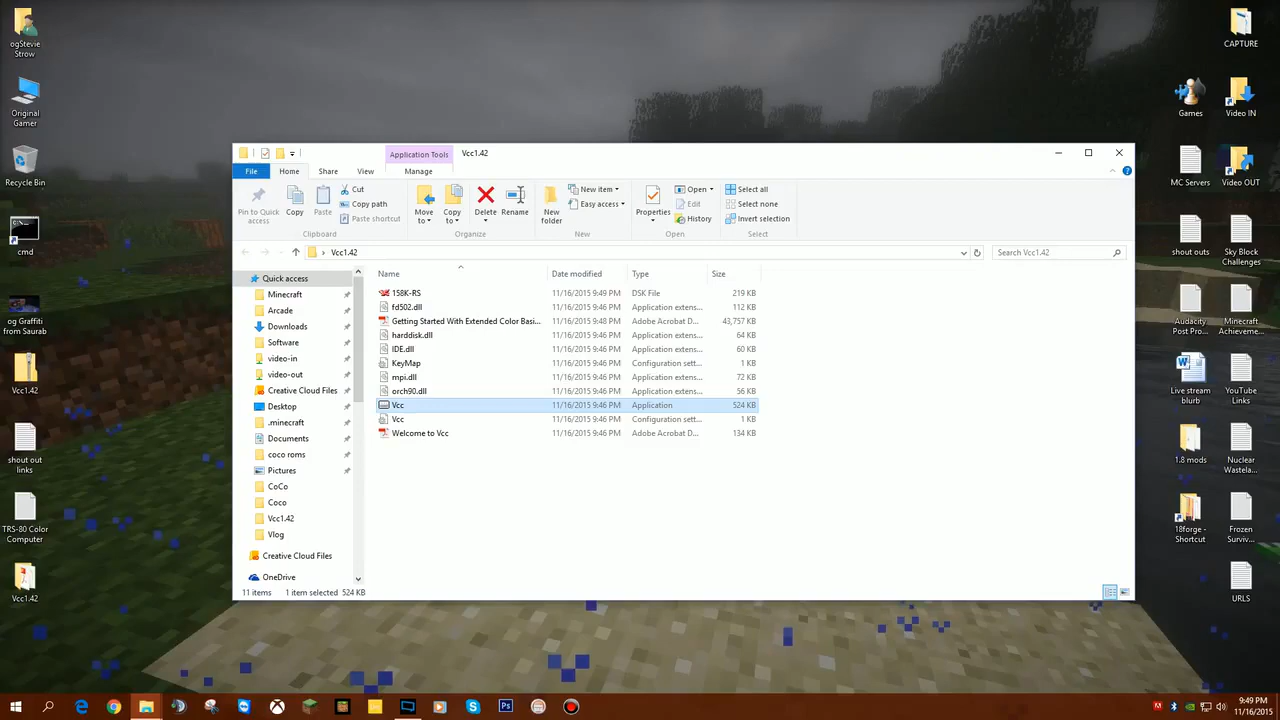 ogStevie
Strow
Original
Gamer
Recycle Bin
cmd
og Graffiti
from Saurab
Vcc1.42
shout out
links
TRS-80 Color
Computer
Vcc1.42
CAPTURE
Games
Video IN
MC Servers
Video OUT
shout outs
Sky Block
Challenges
Audacity
Post Pro...
Minecraft
Achieveme...
Live stream
blurb
YouTube
Links
1.8 mods
Nuclear
Wastela...
18forge -
Shortcut
Frozen
Surviv...
URLS
Application Tools
Vcc1.42
File
Home
Share
View
Manage
Pin to Quick
access
Copy
Paste
Cut
Copy path
Paste shortcut
Clipboard
Move
to
Copy
to
Delete
Rename
Organize
New
folder
New item
Easy access
New
Properties
Open
Edit
History
Open
Select all
Select none
Invert selection
Select
Vcc1.42
Search Vcc1.42
Quick access
Minecraft
Arcade
Downloads
Software
video-in
video-out
Creative Cloud Files
Desktop
.minecraft
Documents
coco roms
Pictures
CoCo
Coco
Vcc1.42
Vlog
Creative Cloud Files
OneDrive
Name Date modified Type Size
158K-RS 11/16/2015 9:49 PM DSK File 219 KB
fd502.dll 11/16/2015 9:46 PM Application extens... 112 KB
Getting Started With Extended Color Basi... 11/16/2015 9:48 PM Adobe Acrobat D... 43,757 KB
harddisk.dll 11/16/2015 9:46 PM Application extens... 64 KB
IDE.dll 11/16/2015 9:46 PM Application extens... 60 KB
KeyMap 11/16/2015 9:46 PM Configuration sett... 1 KB
mpi.dll 11/16/2015 9:46 PM Application extens... 72 KB
orch90.dll 11/16/2015 9:46 PM Application extens... 56 KB
Vcc 11/16/2015 9:46 PM Application 524 KB
Vcc 11/16/2015 9:46 PM Configuration sett... 1 KB
Welcome to Vcc 11/16/2015 9:46 PM Adobe Acrobat D... 134 KB
11 items 1 item selected 524 KB
9:49 PM
11/16/2015